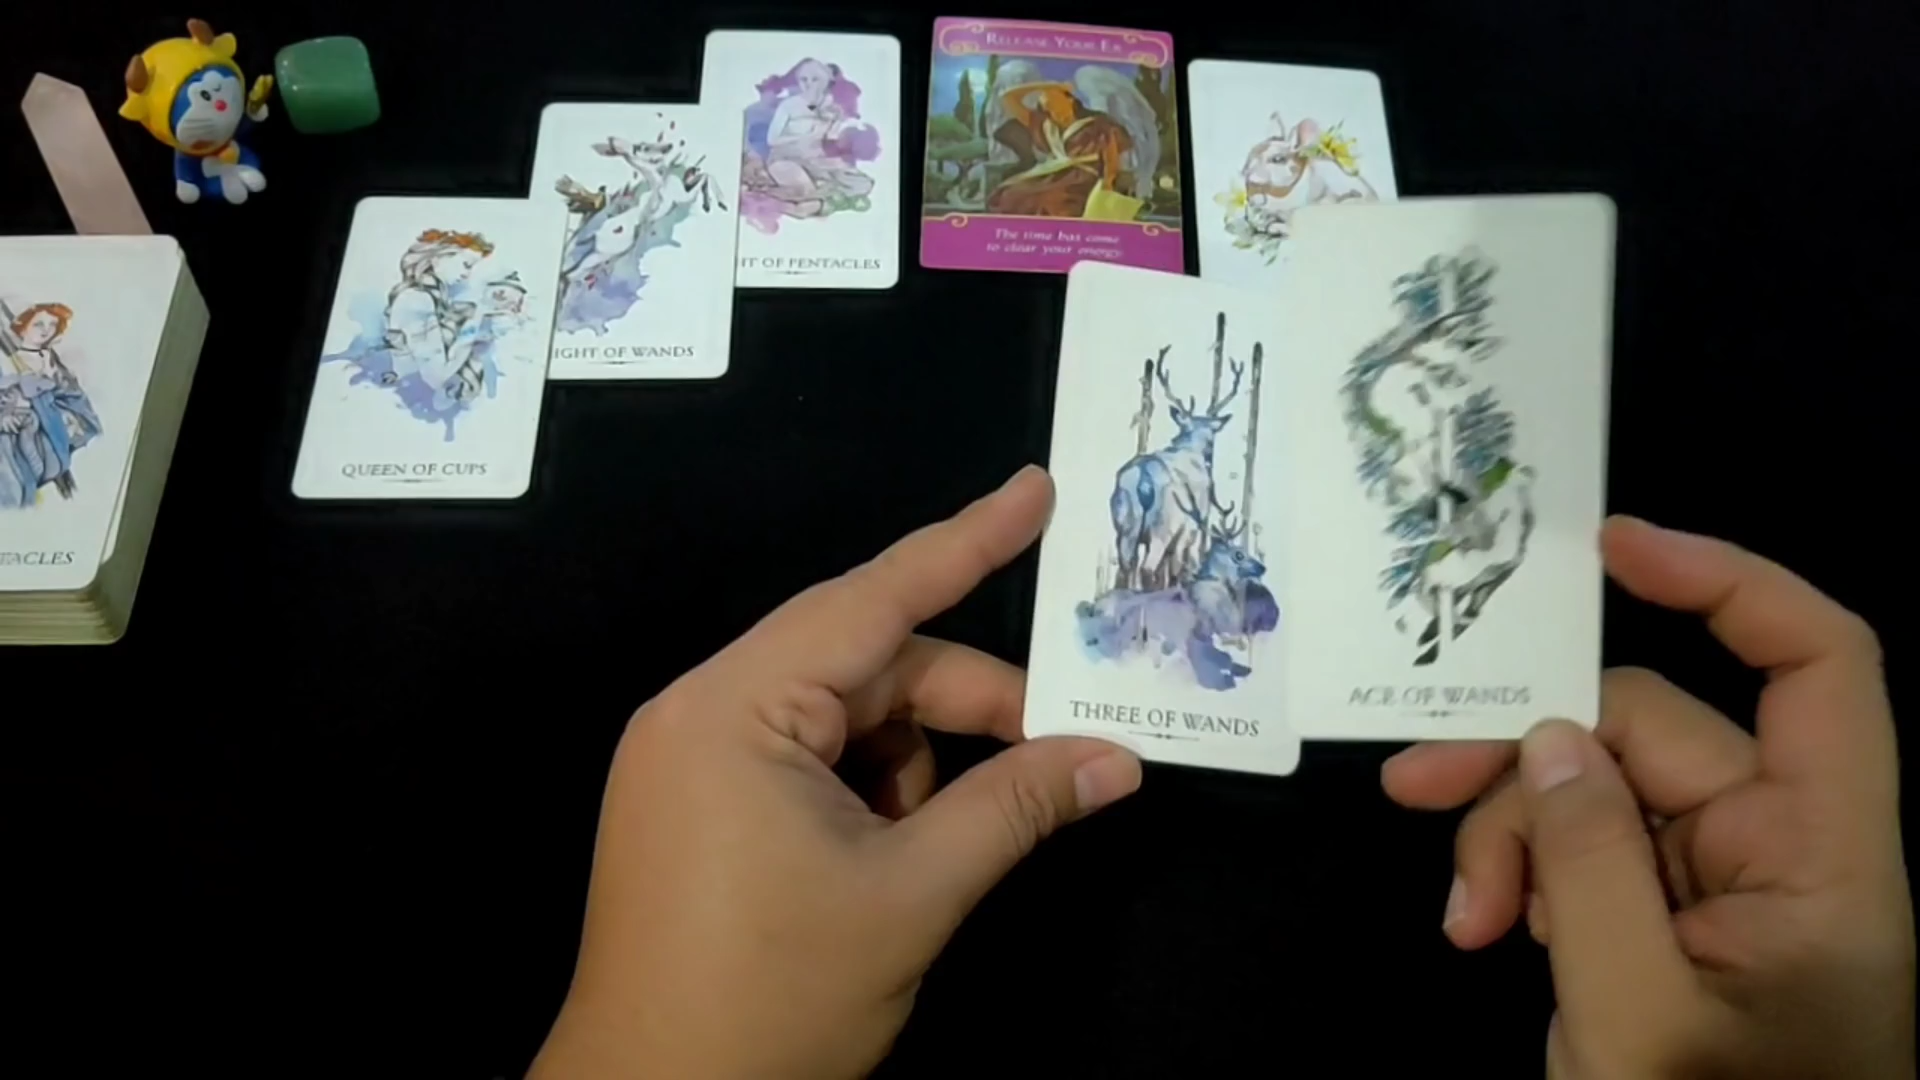 RELEASE YOUR EX
The time has come
to clear your energy
IT OF PENTACLES
IGHT OF WANDS
QUEEN OF CUPS
TACLES
THREE OF WANDS
ACE OF WANDS